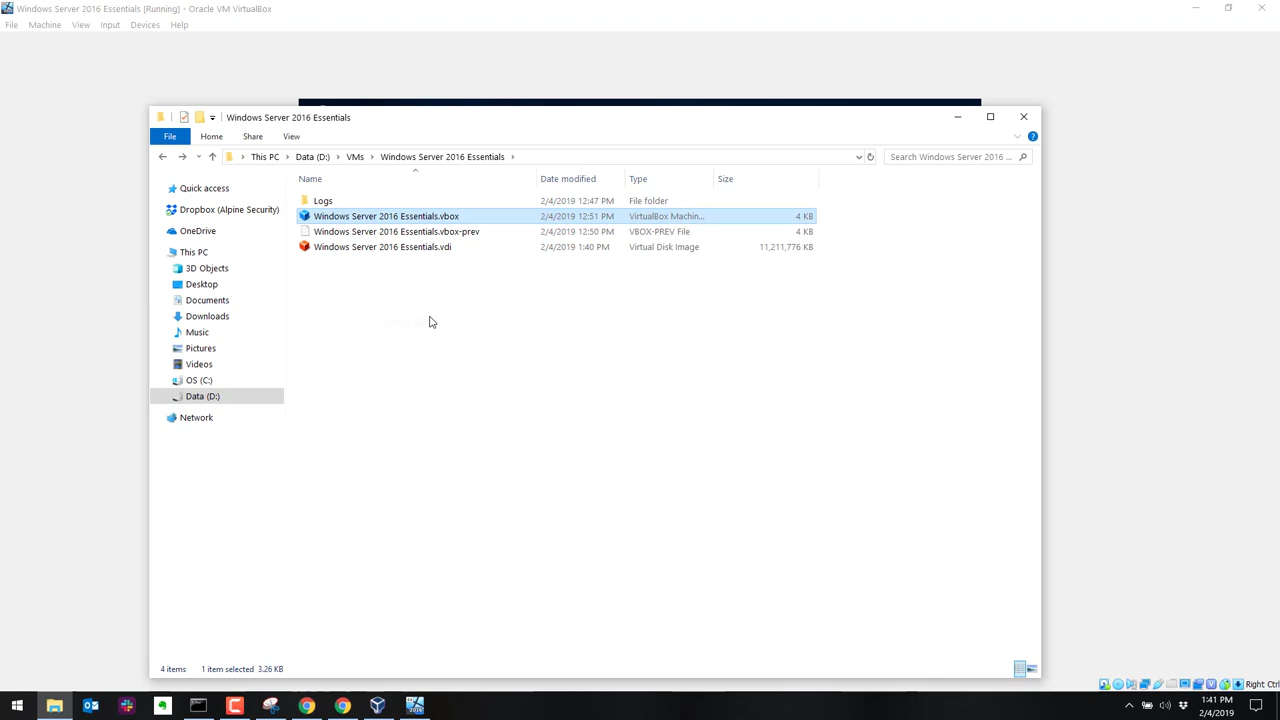 Windows Server 2016 Essentials [Running] - Oracle VM VirtualBox
File Machine View Input Devices Help
Windows Server 2016 Essentials
File Home Share View
This PC Data (D:) VMs Windows Server 2016 Essentials Search Windows Server 2016 ...
Name Date modified Type Size
Quick access
Dropbox (Alpine Security)
OneDrive
This PC
3D Objects
Desktop
Documents
Downloads
Music
Pictures
Videos
OS (C:)
Data (D:)
Network
Logs 2/4/2019 12:47 PM File folder
Windows Server 2016 Essentials.vbox 2/4/2019 12:51 PM VirtualBox Machin... 4 KB
Windows Server 2016 Essentials.vbox-prev 2/4/2019 12:50 PM VBOX-PREV File 4 KB
Windows Server 2016 Essentials.vdi 2/4/2019 1:40 PM Virtual Disk Image 11,211,776 KB
4 items 1 item selected 3.26 KB
Right Ctrl
1:41 PM
2/4/2019